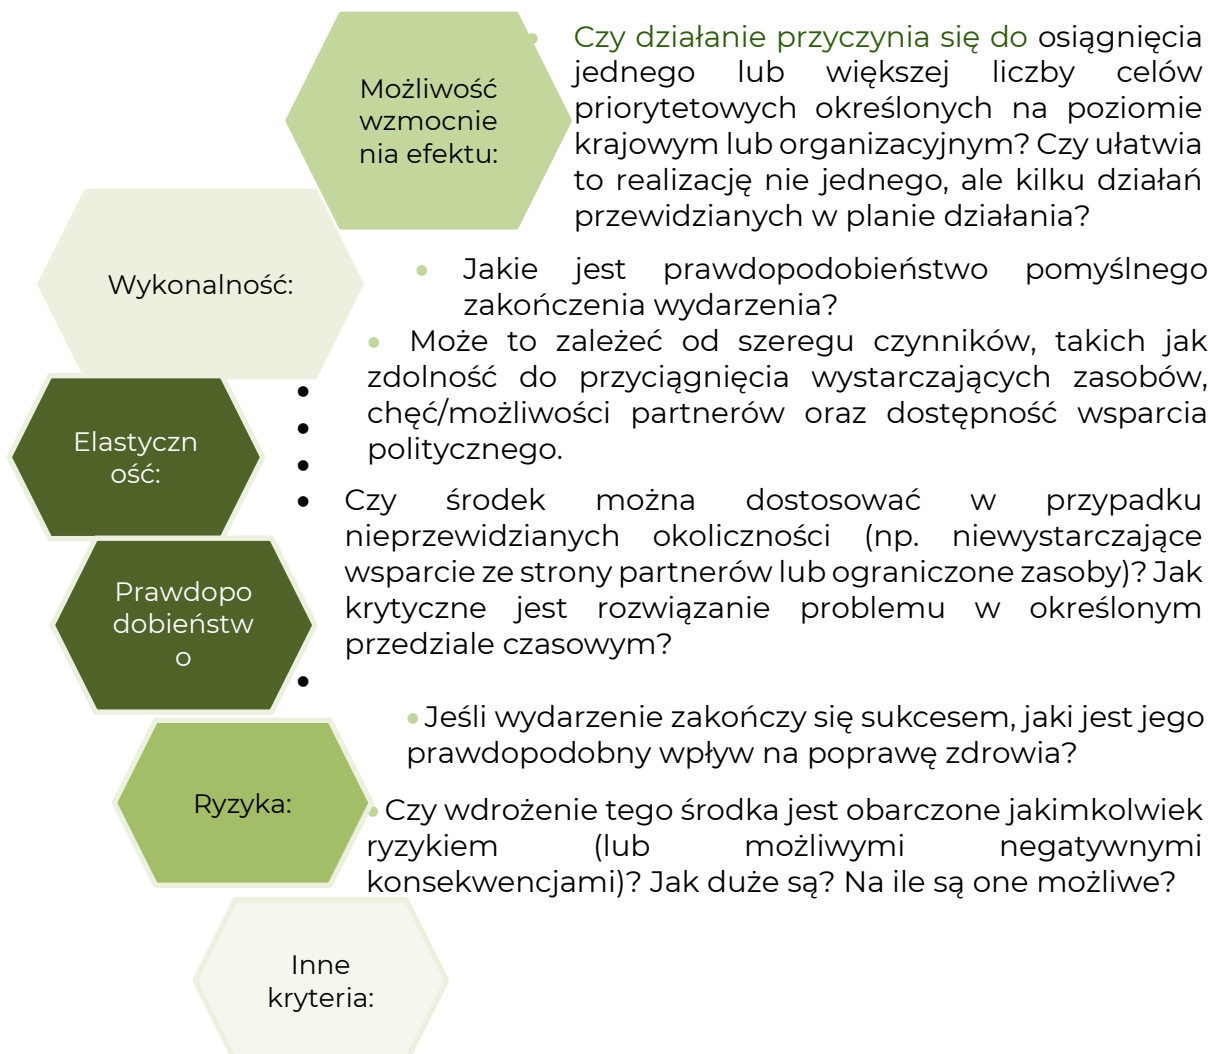 Możliwość
wzmocnie
nia efektu:
• Czy działanie przyczynia się do osiągnięcia
jednego lub większej liczby celów
priorytetowych określonych na poziomie
krajowym lub organizacyjnym? Czy ułatwia
to realizację nie jednego, ale kilku działań
przewidzianych w planie działania?
Wykonalność:
• Jakie jest prawdopodobieństwo pomyślnego
zakończenia wydarzenia?
• Może to zależeć od szeregu czynników, takich jak
zdolność do przyciągnięcia wystarczających zasobów,
chęć/możliwości partnerów oraz dostępność wsparcia
politycznego.
Elastyczn
ość:
• Czy środek można dostosować w przypadku
nieprzewidzianych okoliczności (np. niewystarczające
wsparcie ze strony partnerów lub ograniczone zasoby)? Jak
krytyczne jest rozwiązanie problemu w określonym
przedziale czasowym?
Prawdopo
dobieństw
o
• Jeśli wydarzenie zakończy się sukcesem, jaki jest jego
prawdopodobny wpływ na poprawę zdrowia?
Ryzyka:
• Czy wdrożenie tego środka jest obarczone jakimkolwiek
ryzykiem (lub możliwymi negatywnymi
konsekwencjami)? Jak duże są? Na ile są one możliwe?
Inne
kryteria: